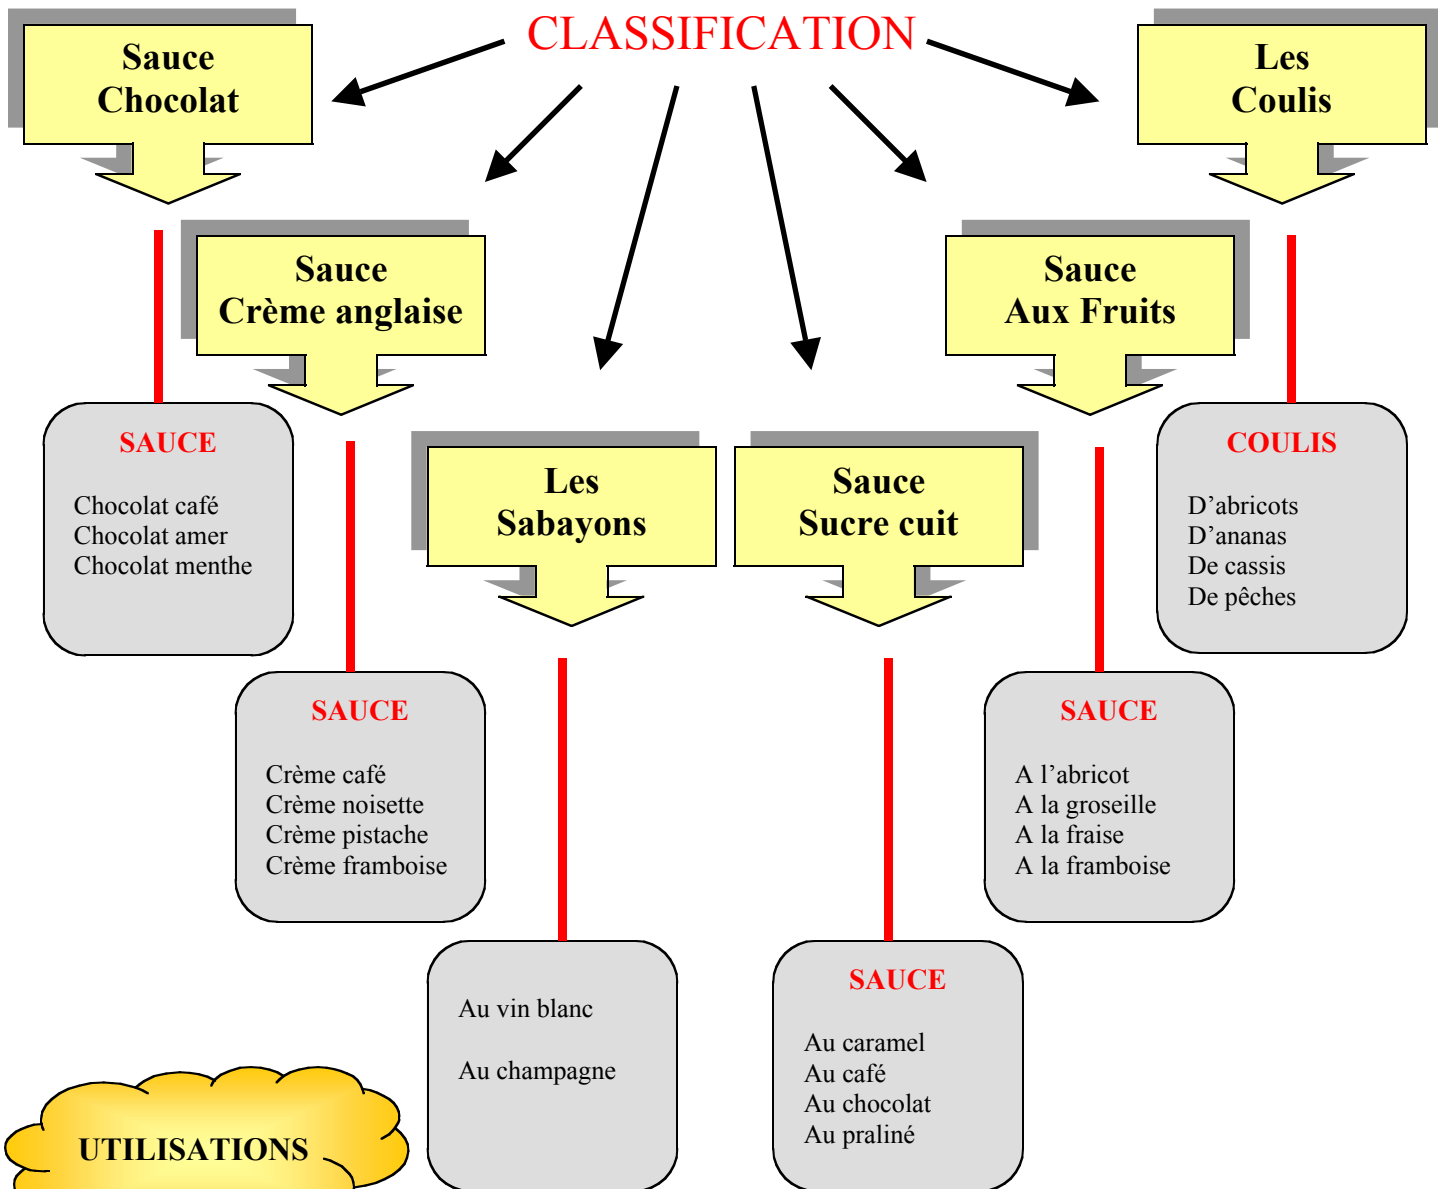 CLASSIFICATION
Sauce
Chocolat
Les
Coulis
Sauce
Crème anglaise
Sauce
Aux Fruits
Les
Sabayons
Sauce
Sucre cuit
SAUCE
Chocolat café
Chocolat amer
Chocolat menthe
COULIS
D’abricots
D’ananas
De cassis
De pêches
SAUCE
Crème café
Crème noisette
Crème pistache
Crème framboise
SAUCE
A l’abricot
A la groseille
A la fraise
A la framboise
Au vin blanc
Au champagne
SAUCE
Au caramel
Au café
Au chocolat
Au praliné
UTILISATIONS